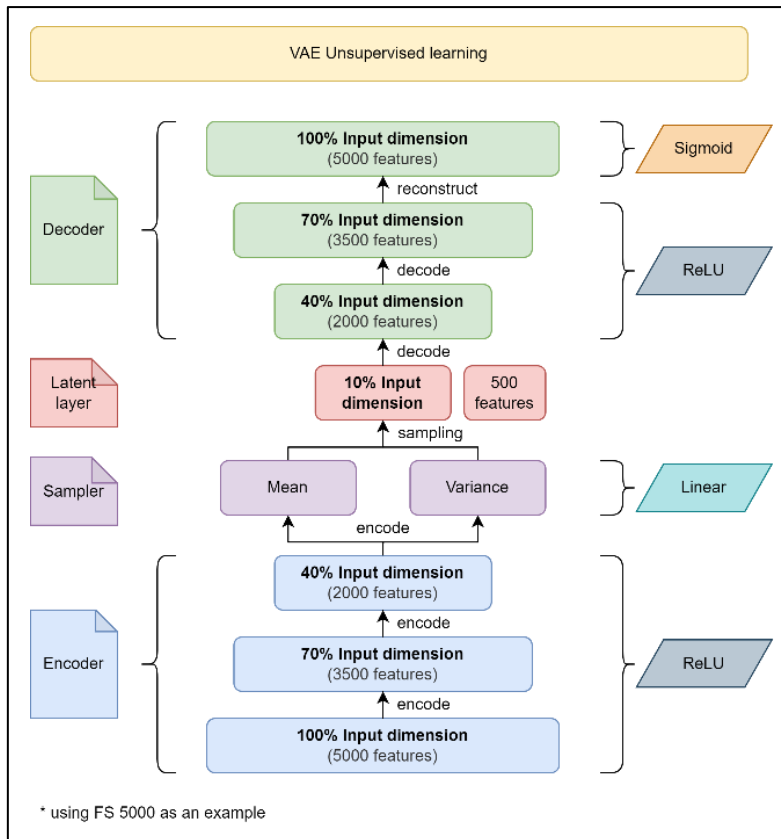 VAE Unsupervised learning
100% Input dimension
(5000 features)
Sigmoid
reconstruct
Decoder
70% Input dimension
(3500 features)
ReLU
decode
40% Input dimension
(2000 features)
decode
Latent
layer
10% Input
dimension
500
features
sampling
Sampler
Mean
Variance
Linear
encode
40% Input dimension
(2000 features)
encode
Encoder
70% Input dimension
(3500 features)
ReLU
encode
100% Input dimension
(5000 features)
* using FS 5000 as an example